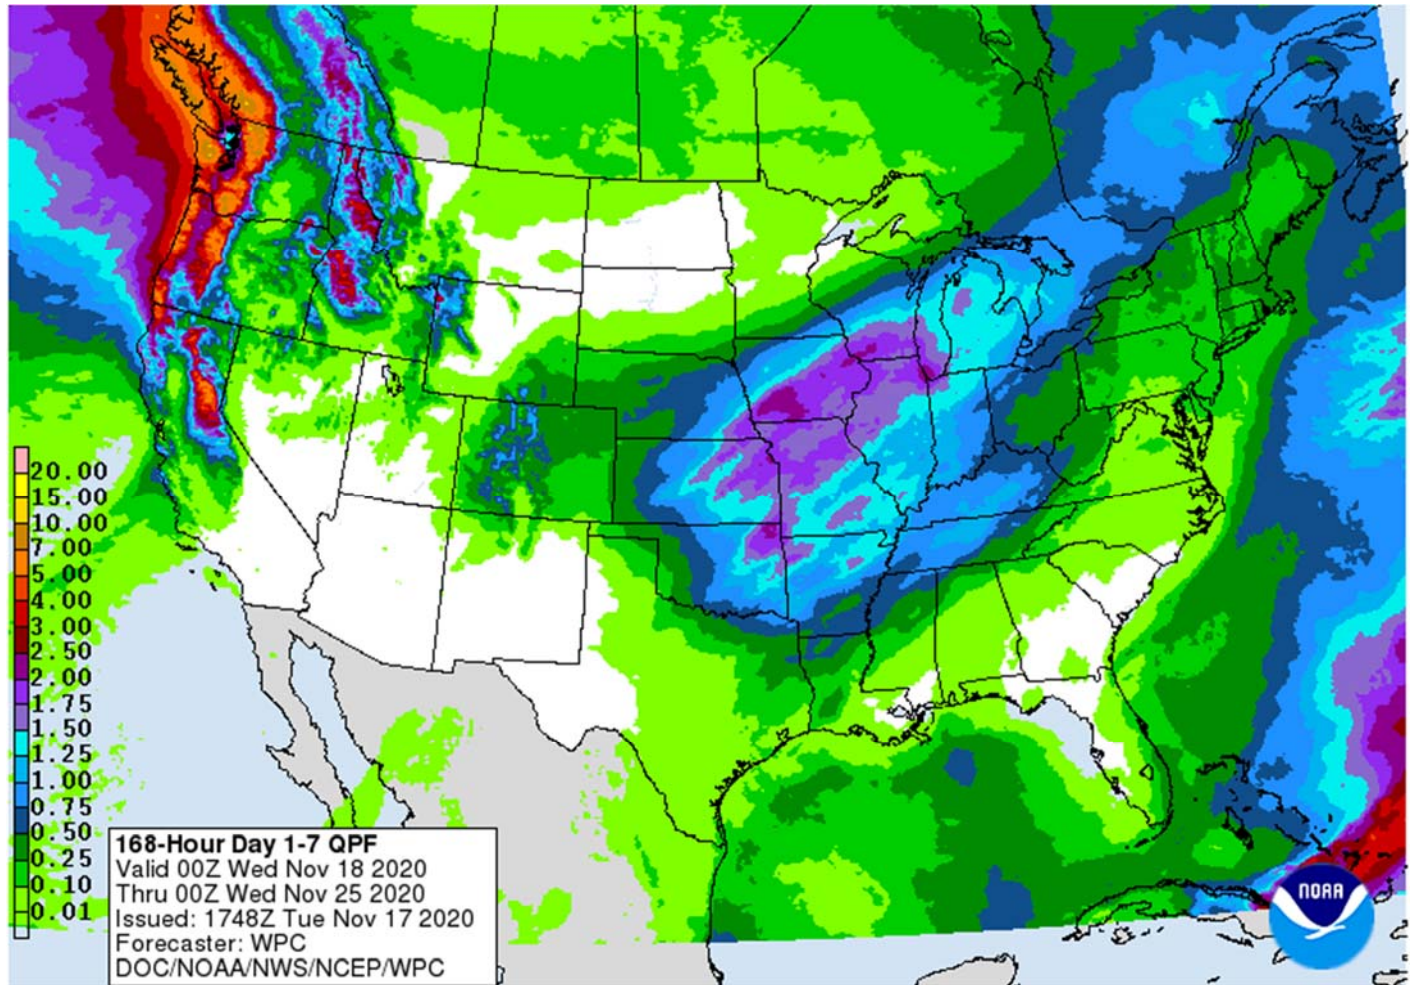 20.00
15.00
10.00
7.00
5.00
4.00
3.00
2.50
2.00
1.75
1.50
1.25
1.00
0.75
0.50
0.25
0.10
0.01
168-Hour Day 1-7 QPF
Valid 00Z Wed Nov 18 2020
Thru 00Z Wed Nov 25 2020
Issued: 1748Z Tue Nov 17 2020
Forecaster: WPC
DOC/NOAA/NWS/NCEP/WPC
NOAA